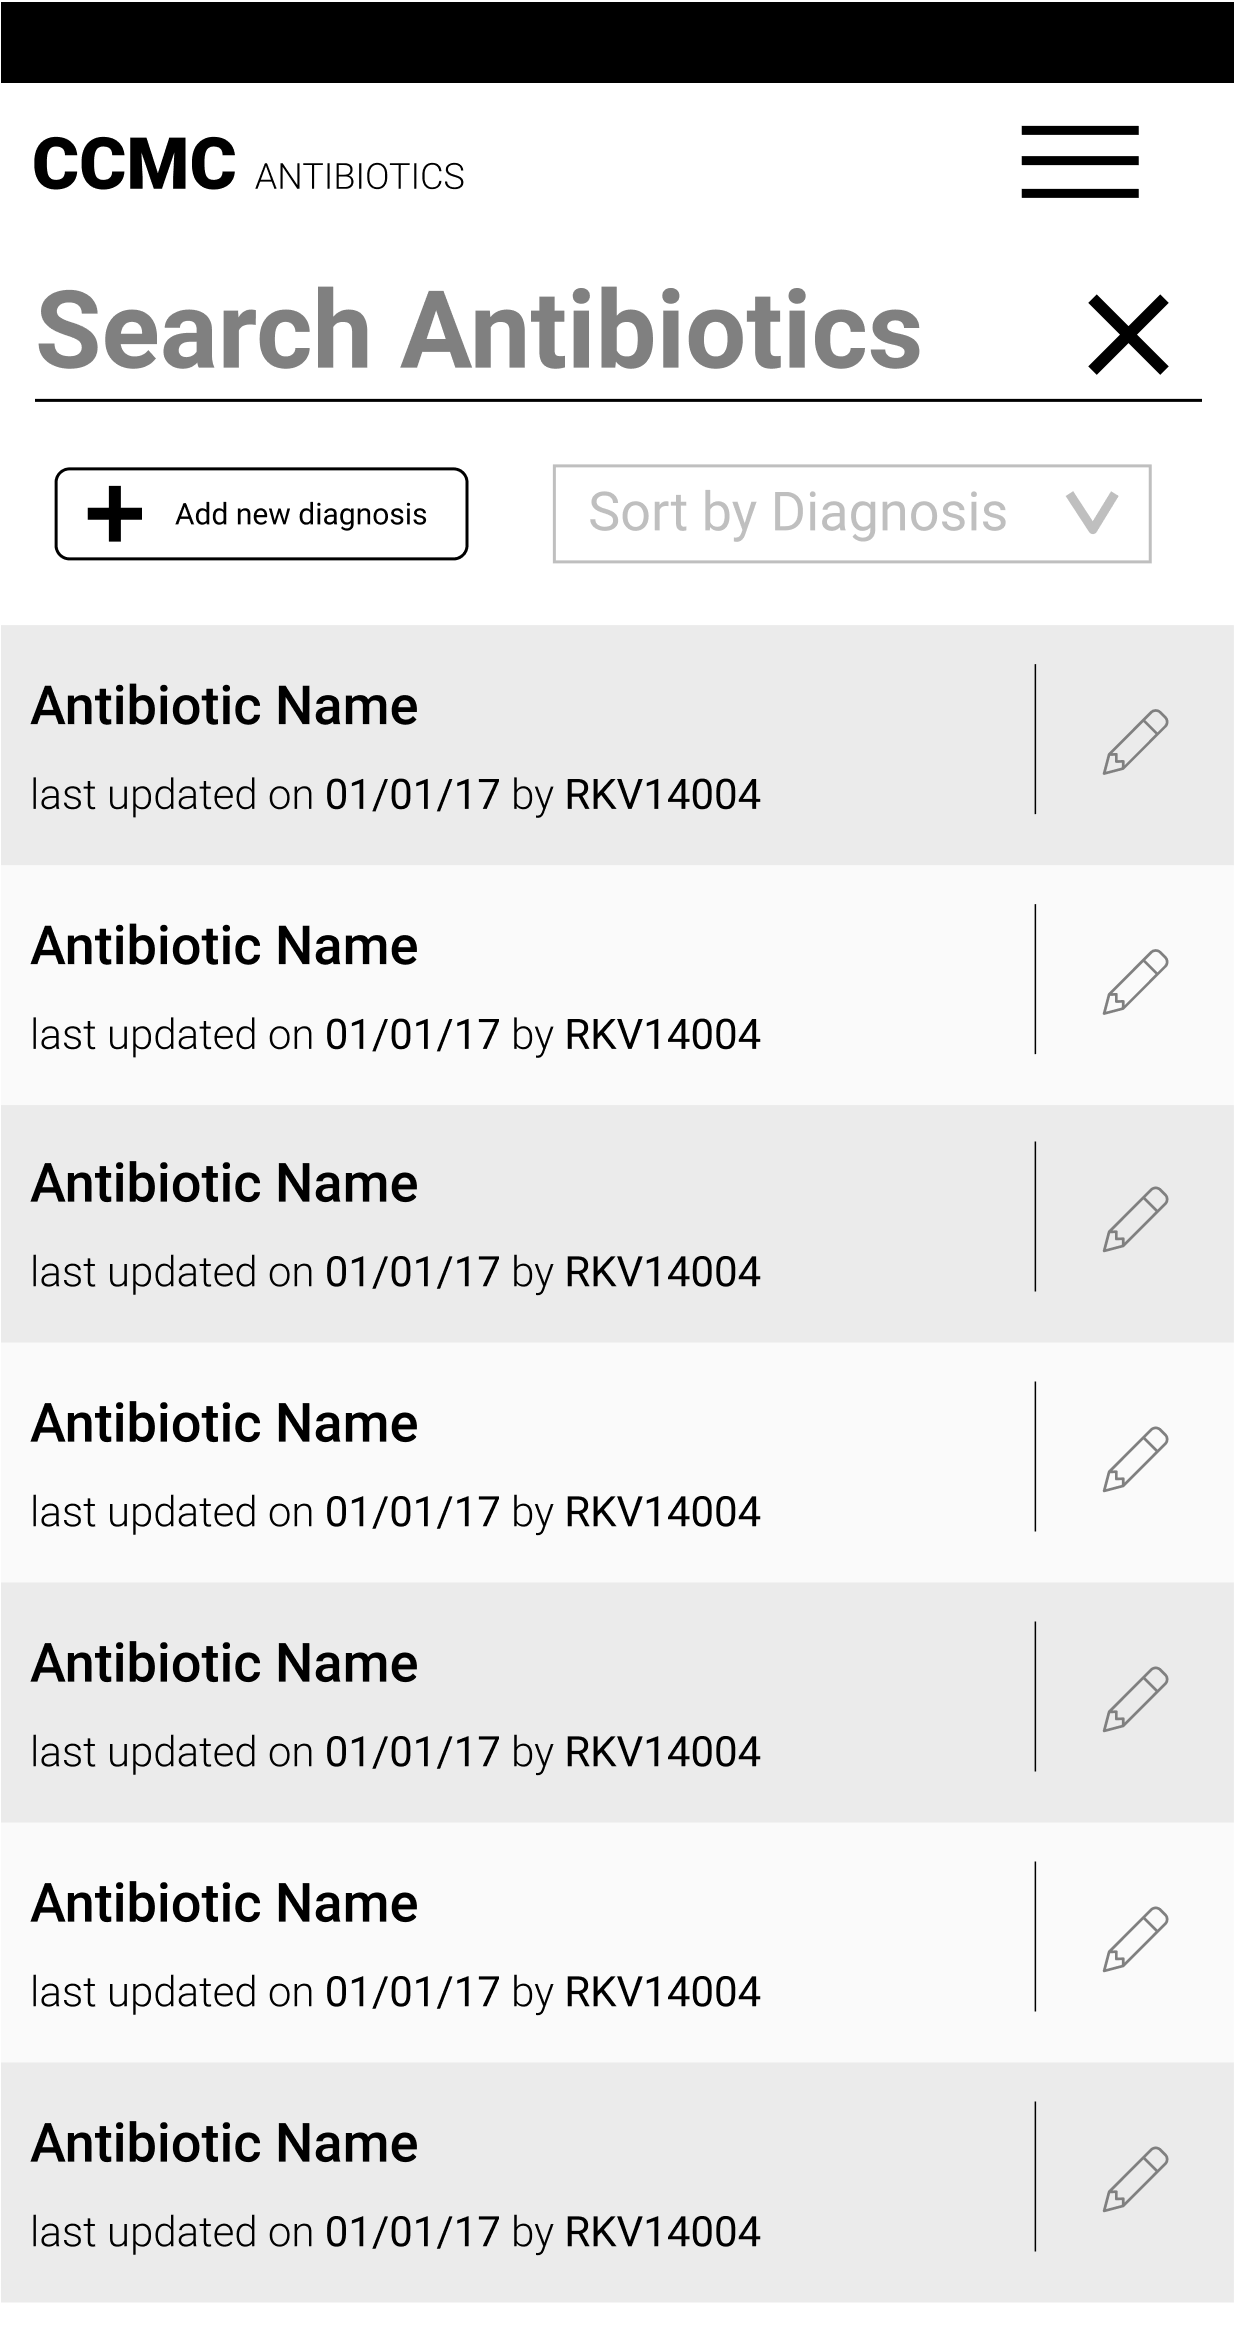 CCMC ANTIBIOTICS
Search Antibiotics
Add new diagnosis
Sort by Diagnosis
Antibiotic Name
last updated on 01/01/17 by RKV14004
Antibiotic Name
last updated on 01/01/17 by RKV14004
Antibiotic Name
last updated on 01/01/17 by RKV14004
Antibiotic Name
last updated on 01/01/17 by RKV14004
Antibiotic Name
last updated on 01/01/17 by RKV14004
Antibiotic Name
last updated on 01/01/17 by RKV14004
Antibiotic Name
last updated on 01/01/17 by RKV14004